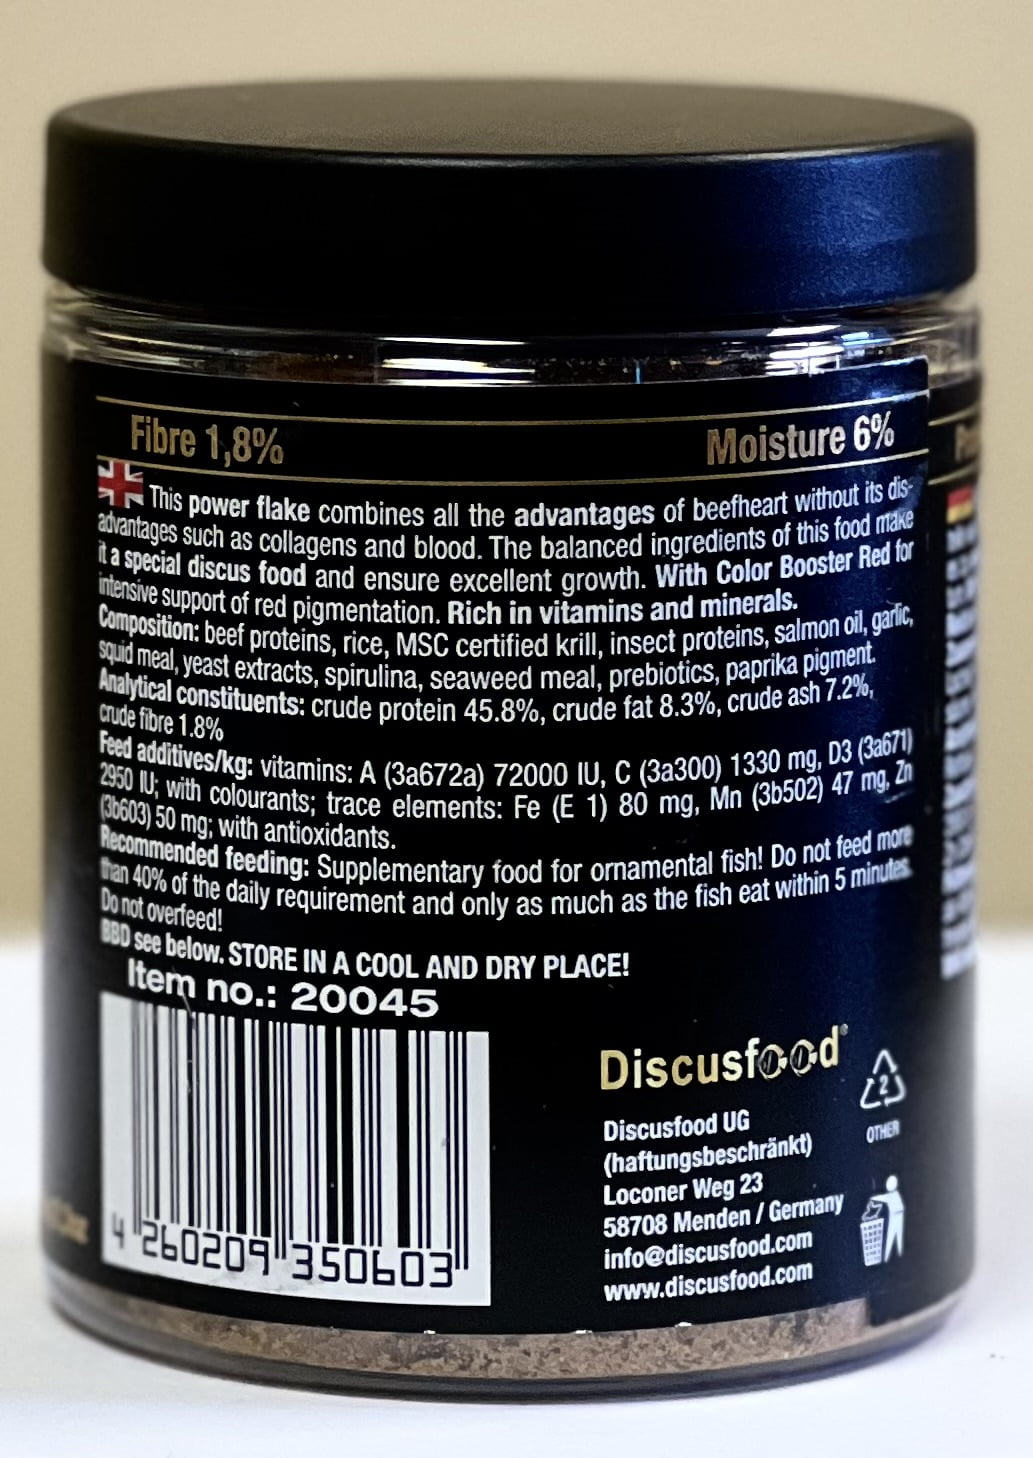 Fibre 1,8% Moisture 6%
This power flake combines all the advantages of beefheart without its dis-
advantages such as collagens and blood. The balanced ingredients of this food make
it a special discus food and ensure excellent growth. With Color Booster Red for
intensive support of red pigmentation. Rich in vitamins and minerals.
Composition: beef proteins, rice, MSC certified krill, insect proteins, salmon oil, garlic,
squid meal, yeast extracts, spirulina, seaweed meal, prebiotics, paprika pigment.
Analytical constituents: crude protein 45.8%, crude fat 8.3%, crude ash 7.2%,
crude fibre 1.8%
Feed additives/kg: vitamins: A (3a672a) 72000 IU, C (3a300) 1330 mg, D3 (3a671)
2950 IU; with colourants; trace elements: Fe (E 1) 80 mg, Mn (3b502) 47 mg, Zn
(3b603) 50 mg; with antioxidants.
Recommended feeding: Supplementary food for ornamental fish! Do not feed more
than 40% of the daily requirement and only as much as the fish eat within 5 minutes.
Do not overfeed!
BBD see below. STORE IN A COOL AND DRY PLACE!
Item no.: 20045
4 260209 350603
Discusfood®
Discusfood UG
(haftungsbeschränkt)
Loconer Weg 23
58708 Menden / Germany
info@discusfood.com
www.discusfood.com
2
OTHER